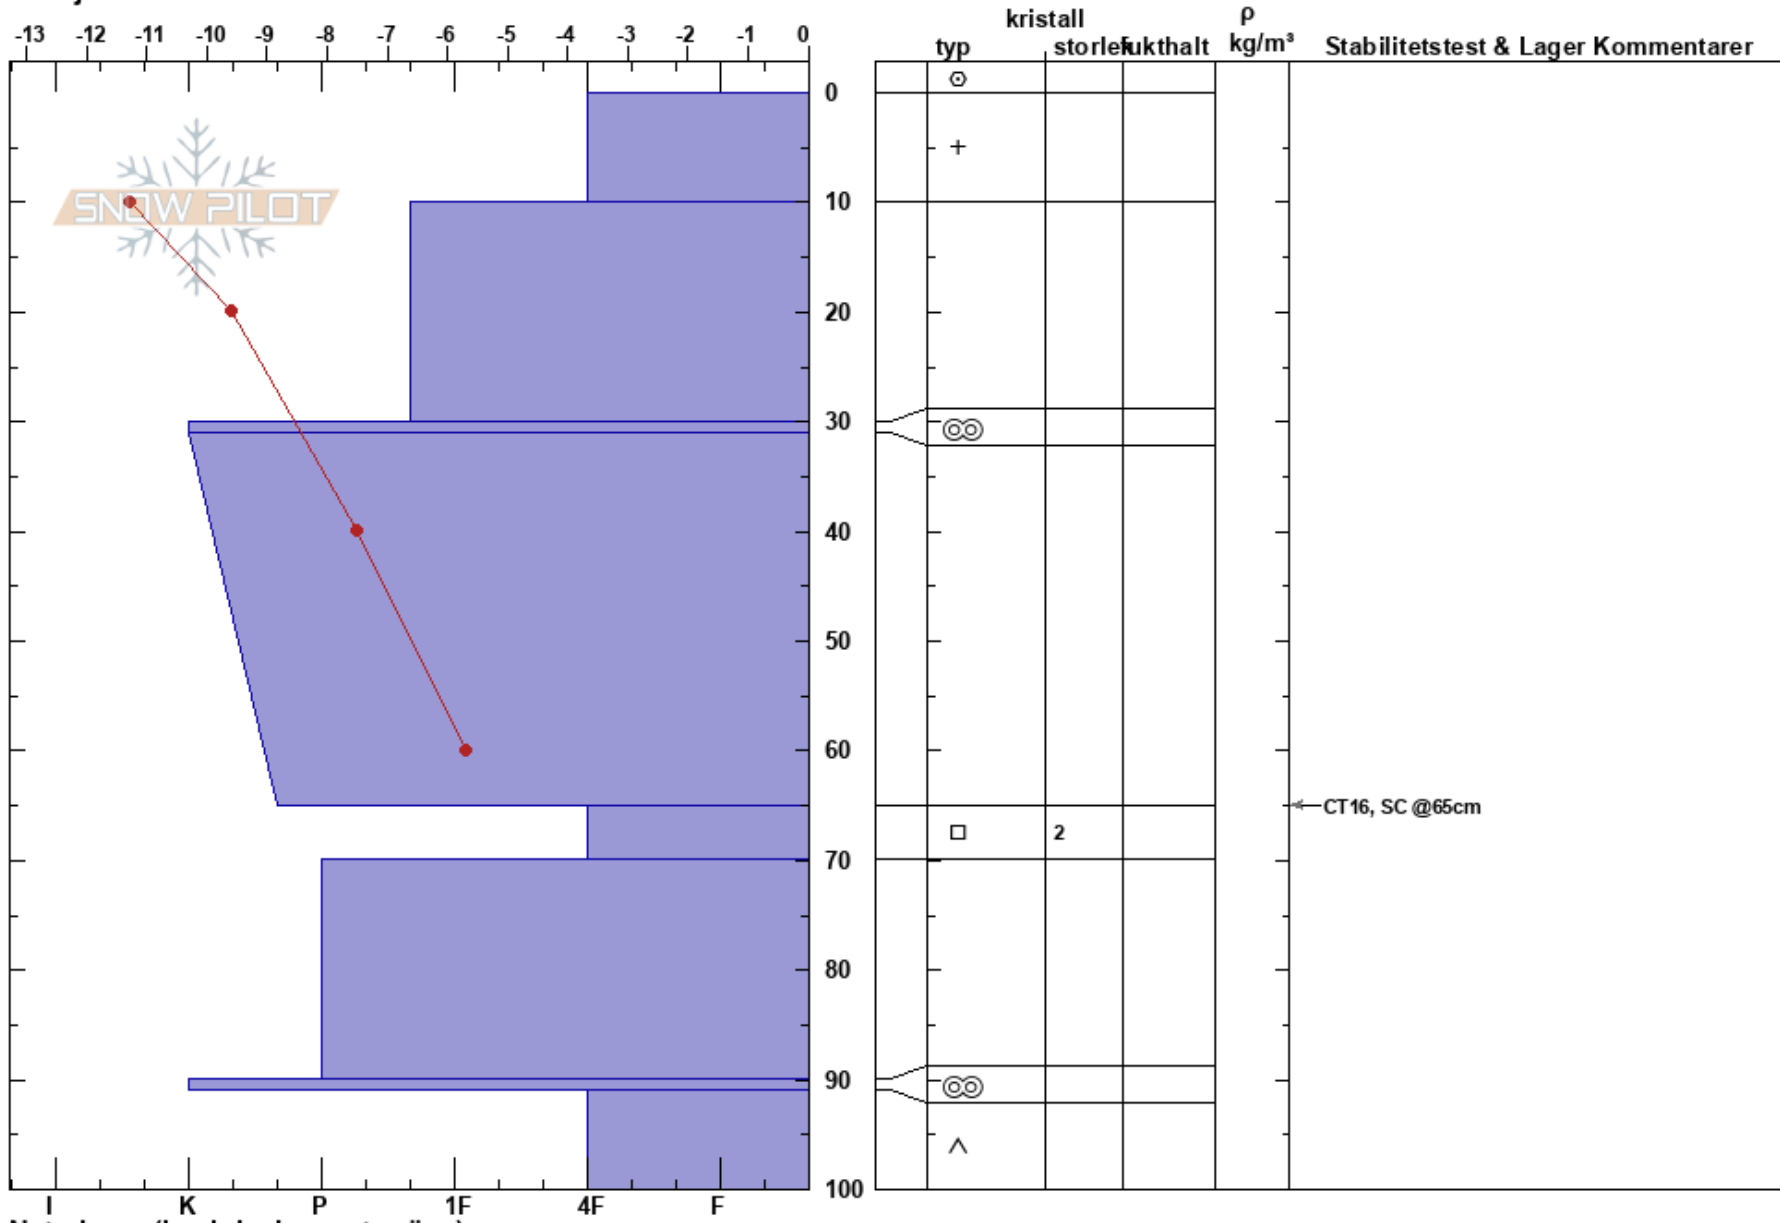 -13 -12 -11 -10 -9 -8 -7 -6 -5 -4 -3 -2 -1 0
kristall
typ storlek fukthalt
ρ
kg/m³
Stabilitetstest & Lager Kommentarer
SNOW PILOT
0
10
20
30
40
50
60
CT16, SC @65cm
2
70
80
90
100
I K P 1F 4F F